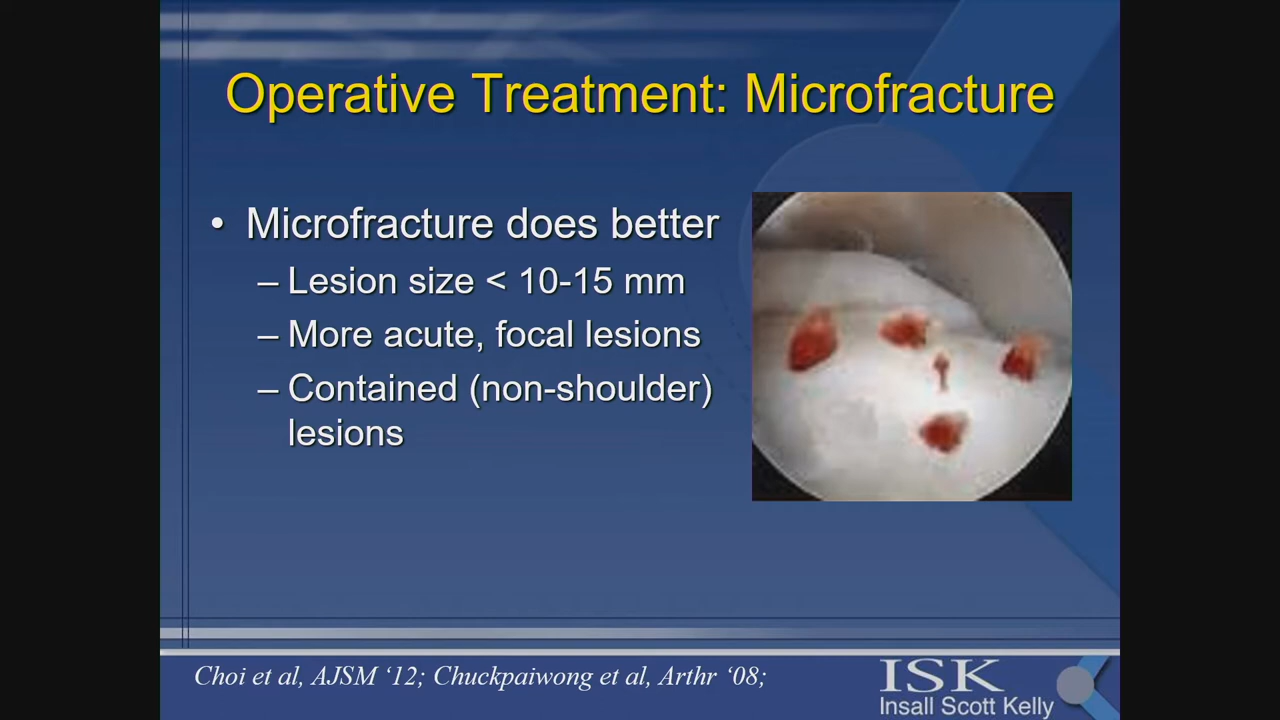 Operative Treatment: Microfracture
• Microfracture does better
– Lesion size < 10-15 mm
– More acute, focal lesions
– Contained (non-shoulder)
lesions
Choi et al, AJSM ‘12; Chuckpaiwong et al, Arthr ‘08;
ISK
Insall Scott Kelly